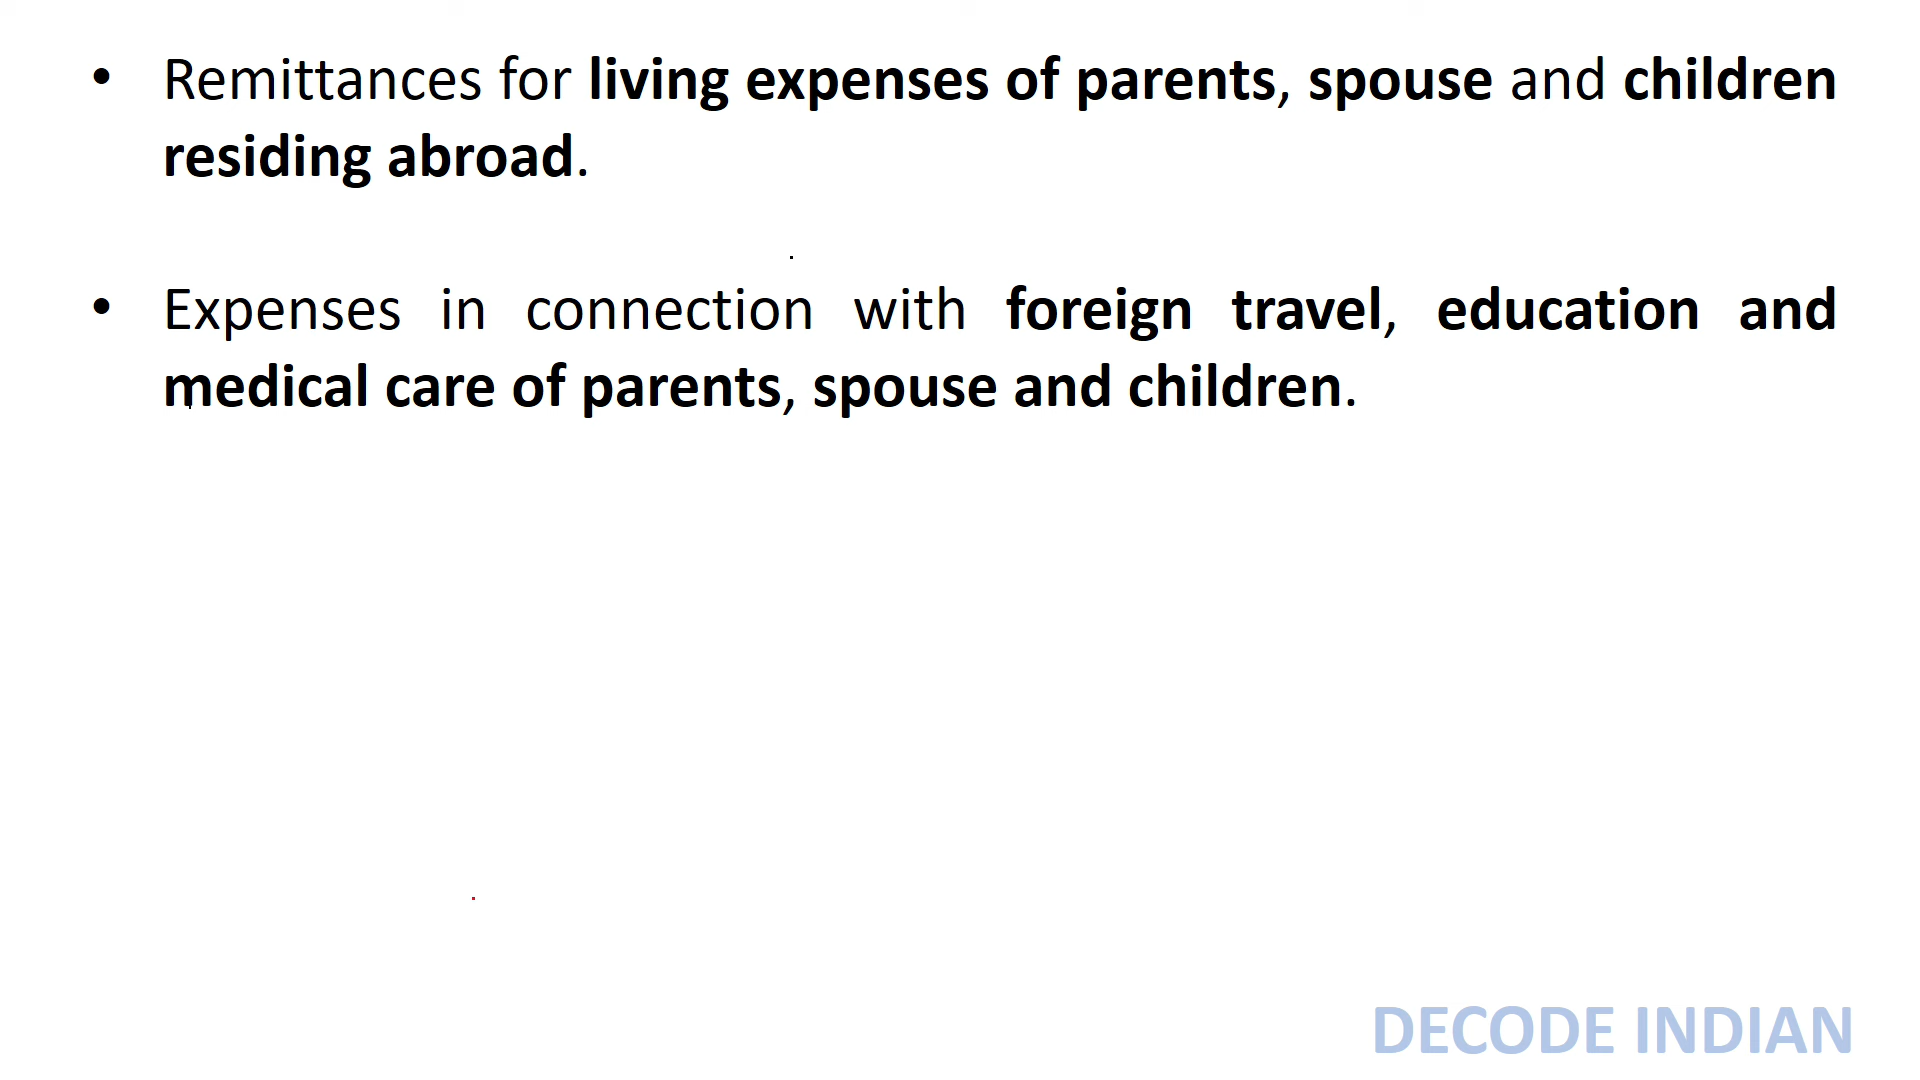 • Remittances for living expenses of parents, spouse and children
residing abroad.
• Expenses in connection with foreign travel, education and
medical care of parents, spouse and children.
DECODE INDIAN